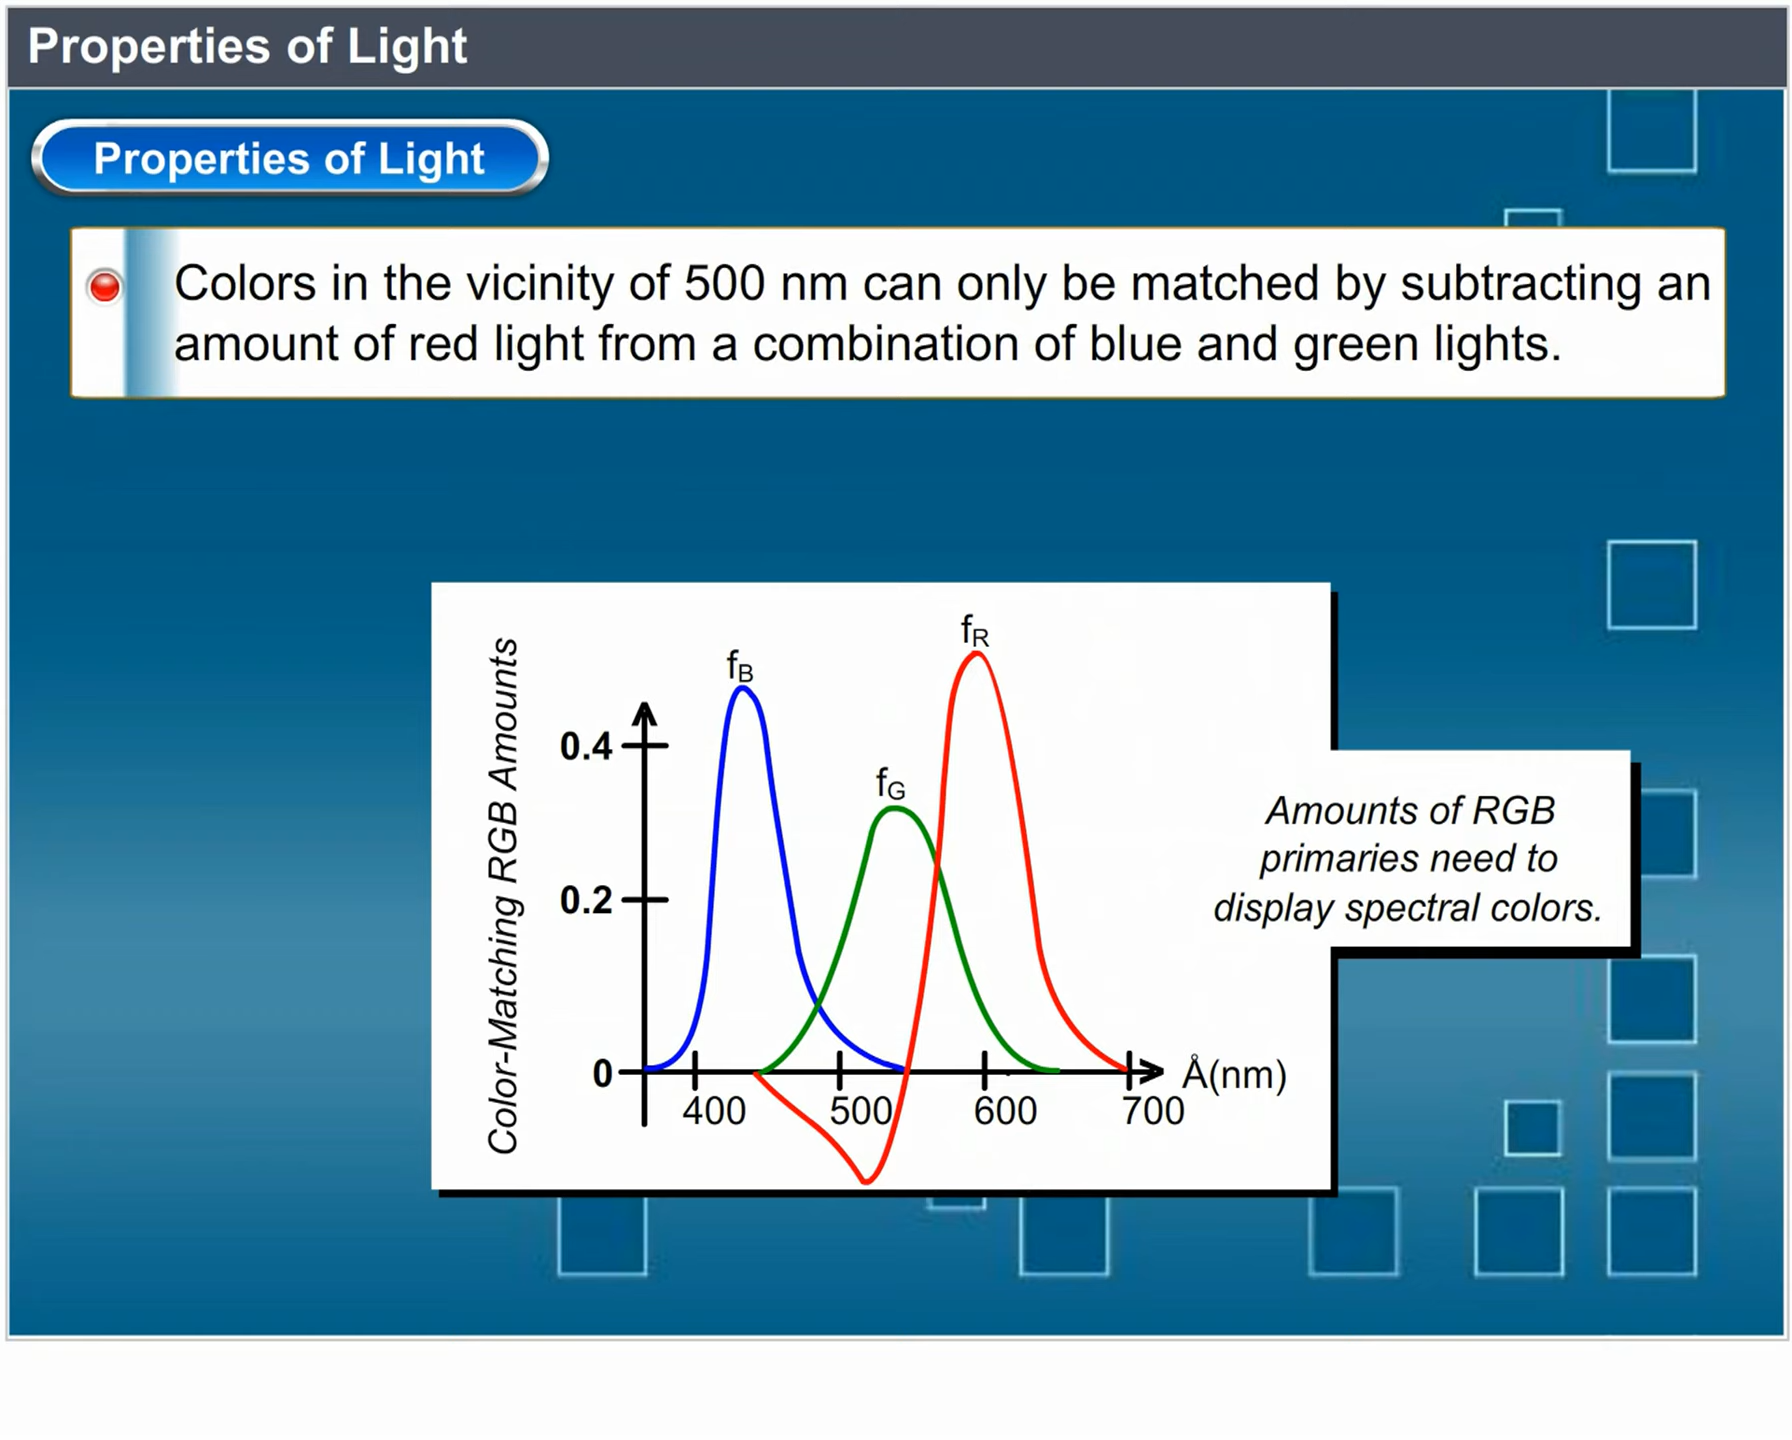 Properties of Light
Properties of Light
Colors in the vicinity of 500 nm can only be matched by subtracting an
amount of red light from a combination of blue and green lights.
Color-Matching RGB Amounts
fR
fB
fG
0.4
0.2
0
400
500
600
700
Å(nm)
Amounts of RGB
primaries need to
display spectral colors.